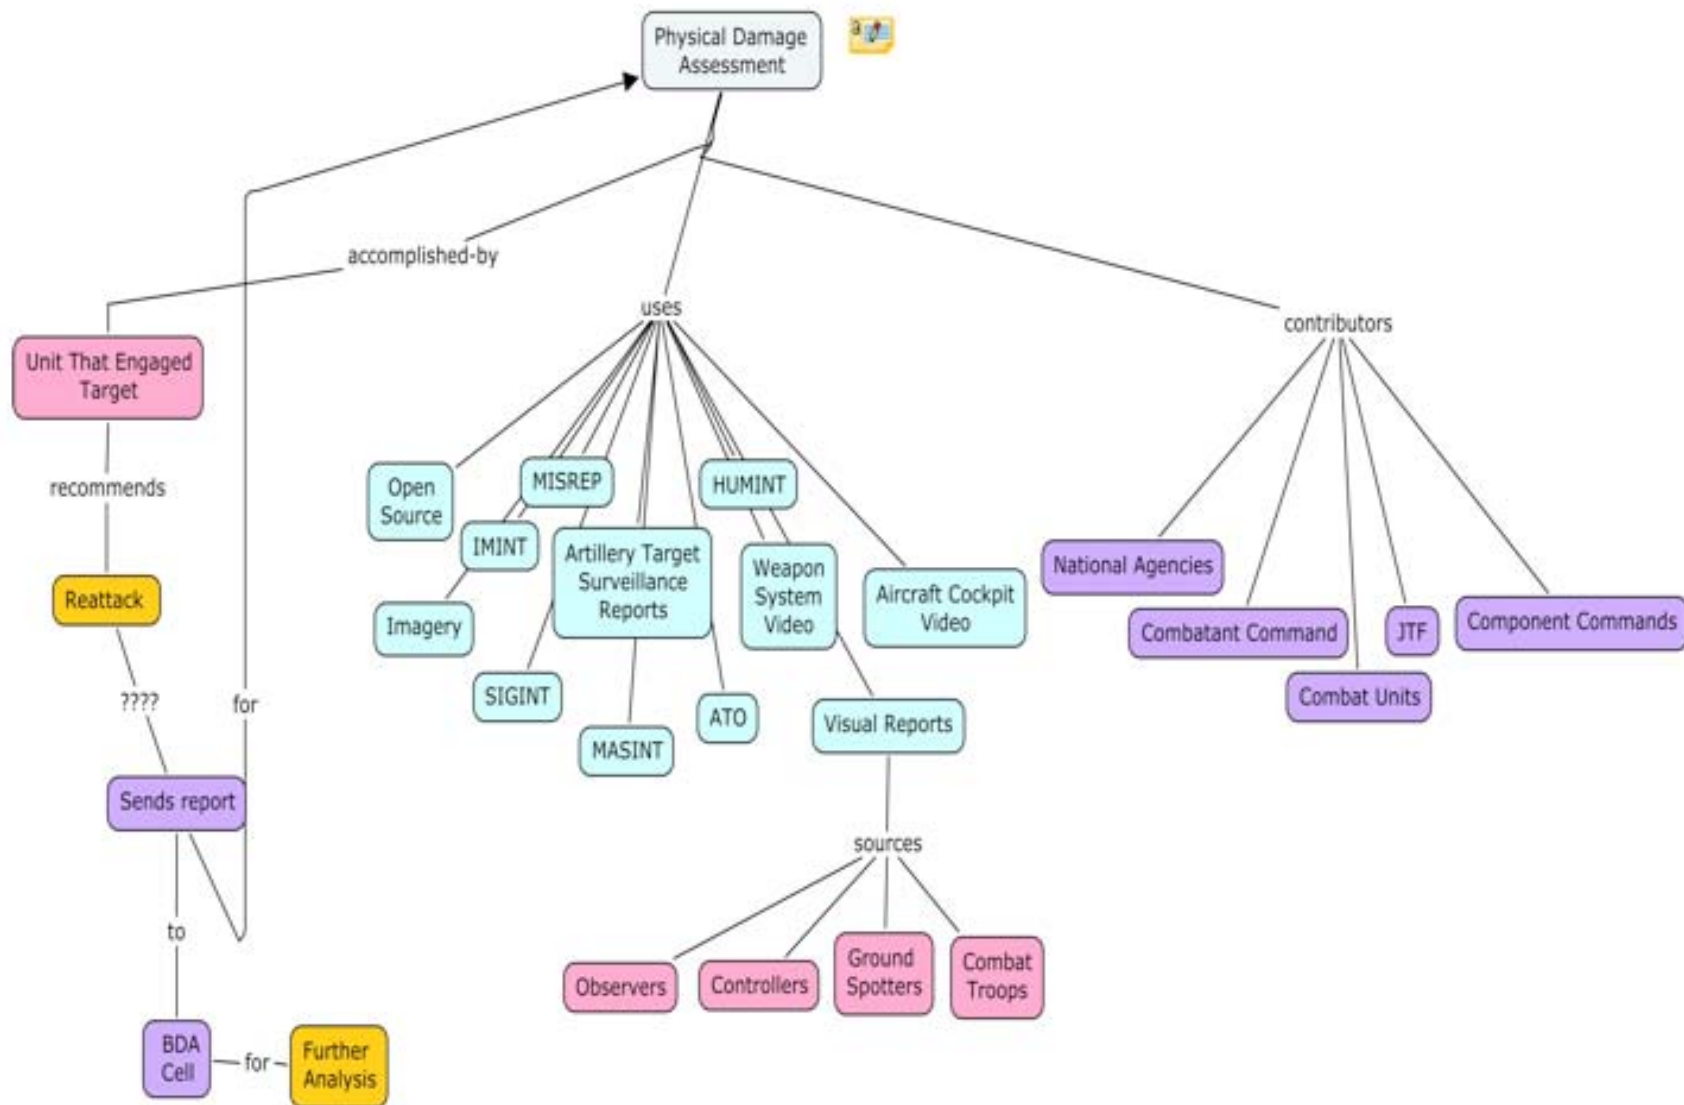 Physical Damage
Assessment
a
accomplished-by
uses
contributors
Unit That Engaged
Target
recommends
Reattack
????
for
Sends report
to
BDA
Cell
for
Further
Analysis
Open
Source
MISREP
HUMINT
IMINT
Artillery Target
Surveillance
Reports
Weapon
System
Video
Aircraft Cockpit
Video
Imagery
SIGINT
MASINT
ATO
Visual Reports
sources
Observers
Controllers
Ground
Spotters
Combat
Troops
National Agencies
Combatant Command
JTF
Component Commands
Combat Units